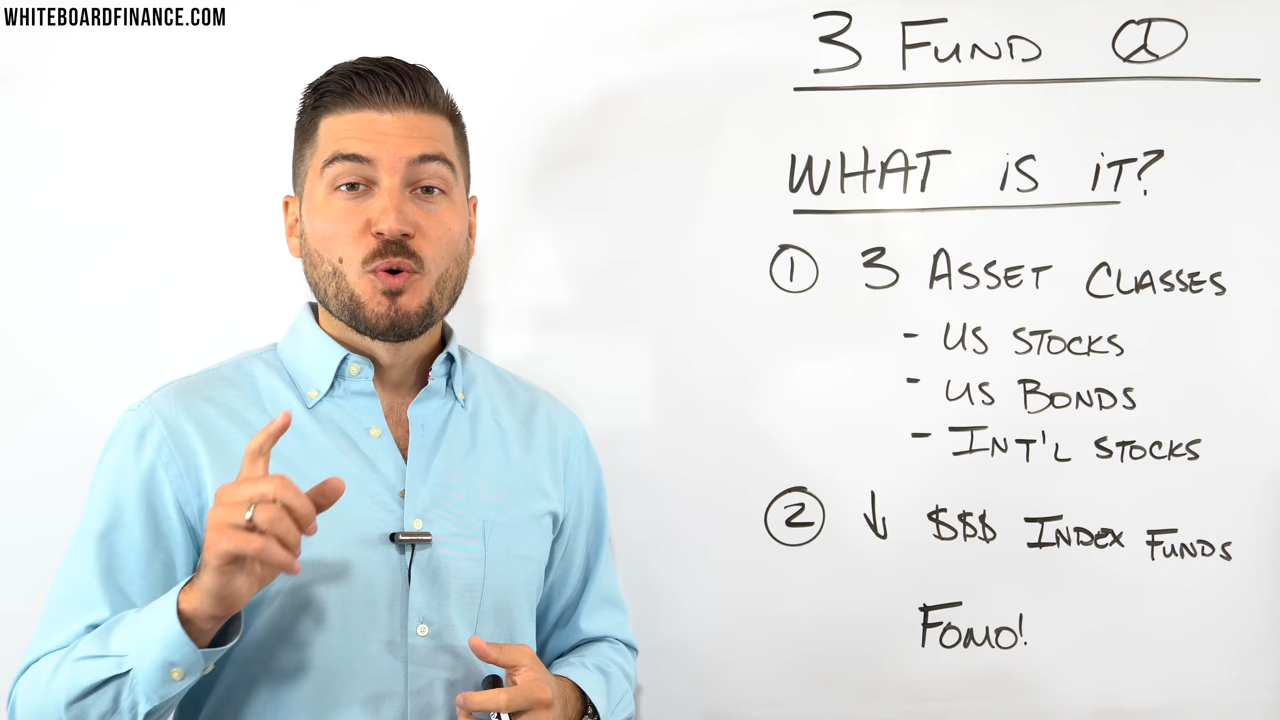 WHITEBOARDFINANCE.COM
3 FUND
WHAT IS IT?
① 3 ASSET CLASSES
- US STOCKS
- US BONDS
- INT'L STOCKS
② ↓ $$$ INDEX FUNDS
FOMO!